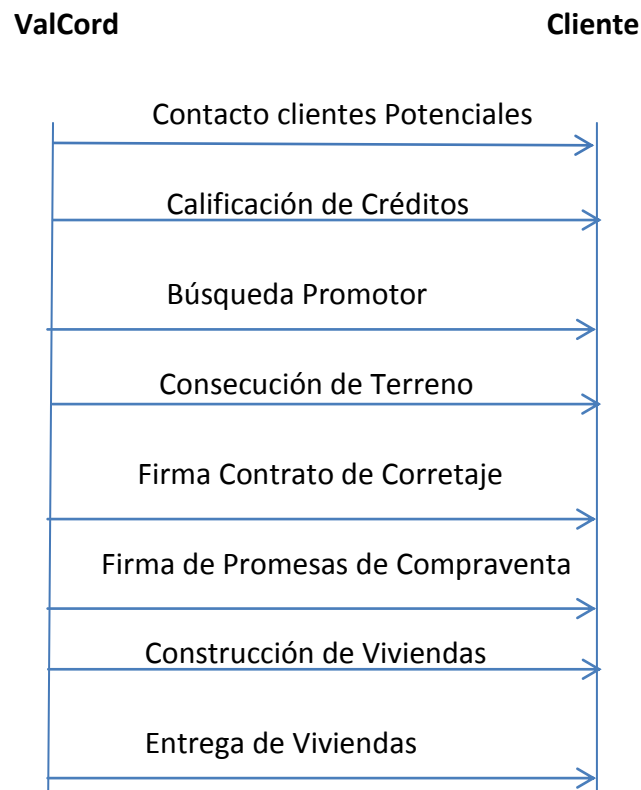 ValCord Cliente
Contacto clientes Potenciales
Calificación de Créditos
Búsqueda Promotor
Consecución de Terreno
Firma Contrato de Corretaje
Firma de Promesas de Compraventa
Construcción de Viviendas
Entrega de Viviendas